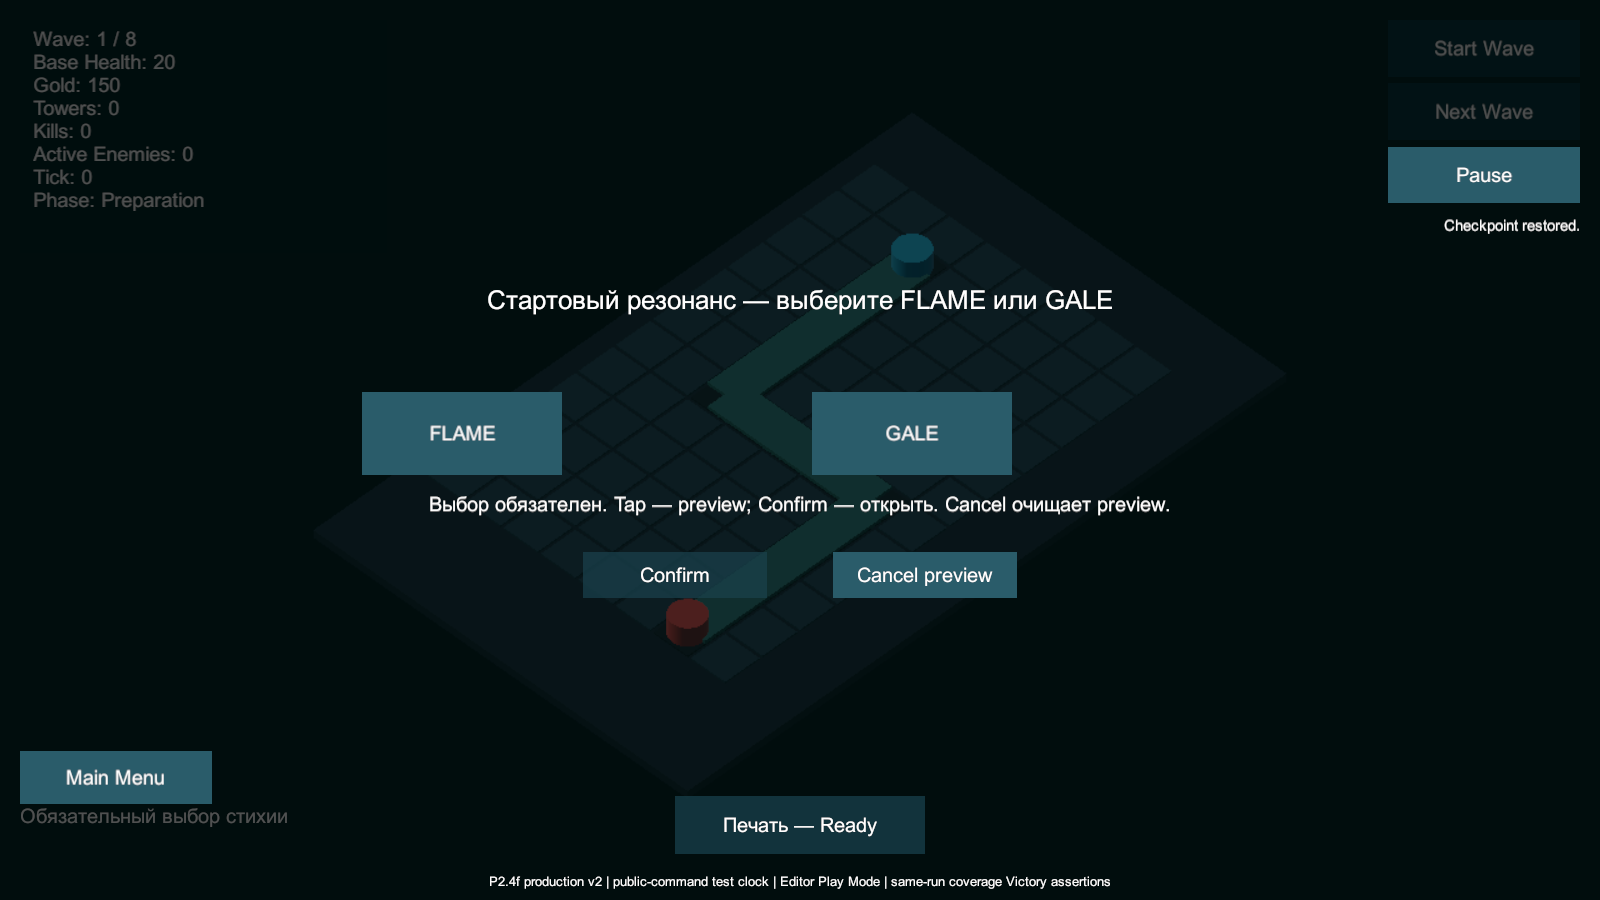 Wave: 1 / 8
Base Health: 20
Gold: 150
Towers: 0
Kills: 0
Active Enemies: 0
Tick: 0
Phase: Preparation
Start Wave
Next Wave
Pause
Checkpoint restored.
Стартовый резонанс — выберите FLAME или GALE
FLAME
GALE
Выбор обязателен. Tap — preview; Confirm — открыть. Cancel очищает preview.
Confirm
Cancel preview
Main Menu
Обязательный выбор стихии
Печать — Ready
P2.4f production v2 | public-command test clock | Editor Play Mode | same-run coverage Victory assertions